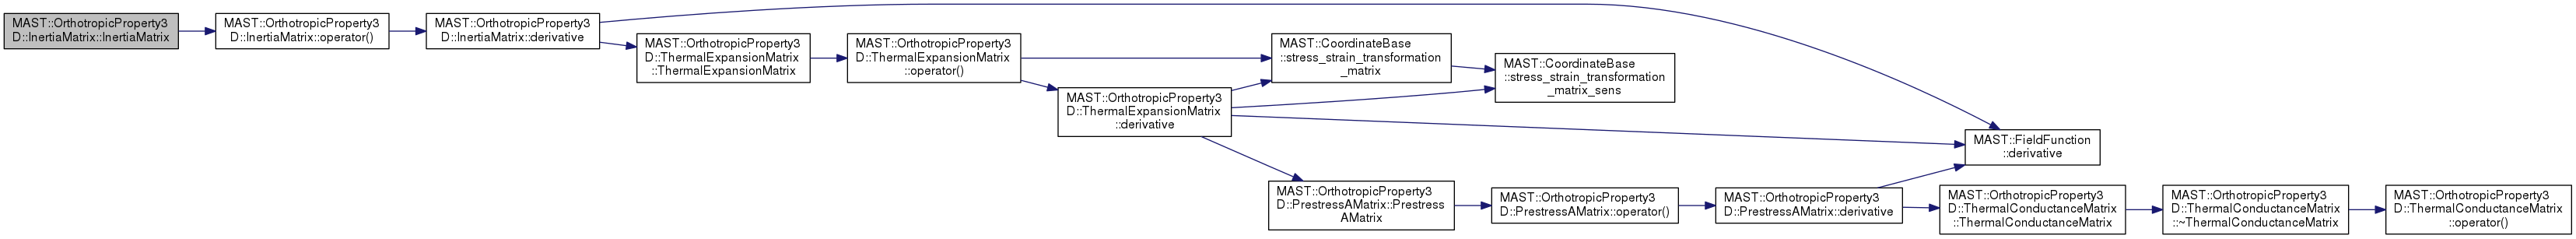 MAST::OrthotropicProperty3
D::InertiaMatrix::InertiaMatrix
MAST::OrthotropicProperty3
D::InertiaMatrix::operator()
MAST::OrthotropicProperty3
D::InertiaMatrix::derivative
MAST::OrthotropicProperty3
D::ThermalExpansionMatrix
::ThermalExpansionMatrix
MAST::OrthotropicProperty3
D::ThermalExpansionMatrix
::operator()
MAST::OrthotropicProperty3
D::ThermalExpansionMatrix
::derivative
MAST::CoordinateBase
::stress_strain_transformation
_matrix
MAST::CoordinateBase
::stress_strain_transformation
_matrix_sens
MAST::OrthotropicProperty3
D::PrestressAMatrix::Prestress
AMatrix
MAST::OrthotropicProperty3
D::PrestressAMatrix::operator()
MAST::OrthotropicProperty3
D::PrestressAMatrix::derivative
MAST::FieldFunction
::derivative
MAST::OrthotropicProperty3
D::ThermalConductanceMatrix
::ThermalConductanceMatrix
MAST::OrthotropicProperty3
D::ThermalConductanceMatrix
::~ThermalConductanceMatrix
MAST::OrthotropicProperty3
D::ThermalConductanceMatrix
::operator()